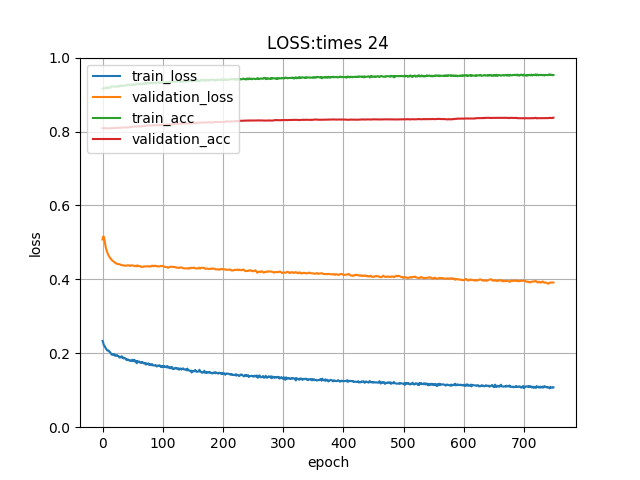 LOSS:times 24
1.0
train_loss
validation_loss
train_acc
validation_acc
0.8
0.6
loss
0.4
0.2
0.0
0 100 200 300 400 500 600 700
epoch